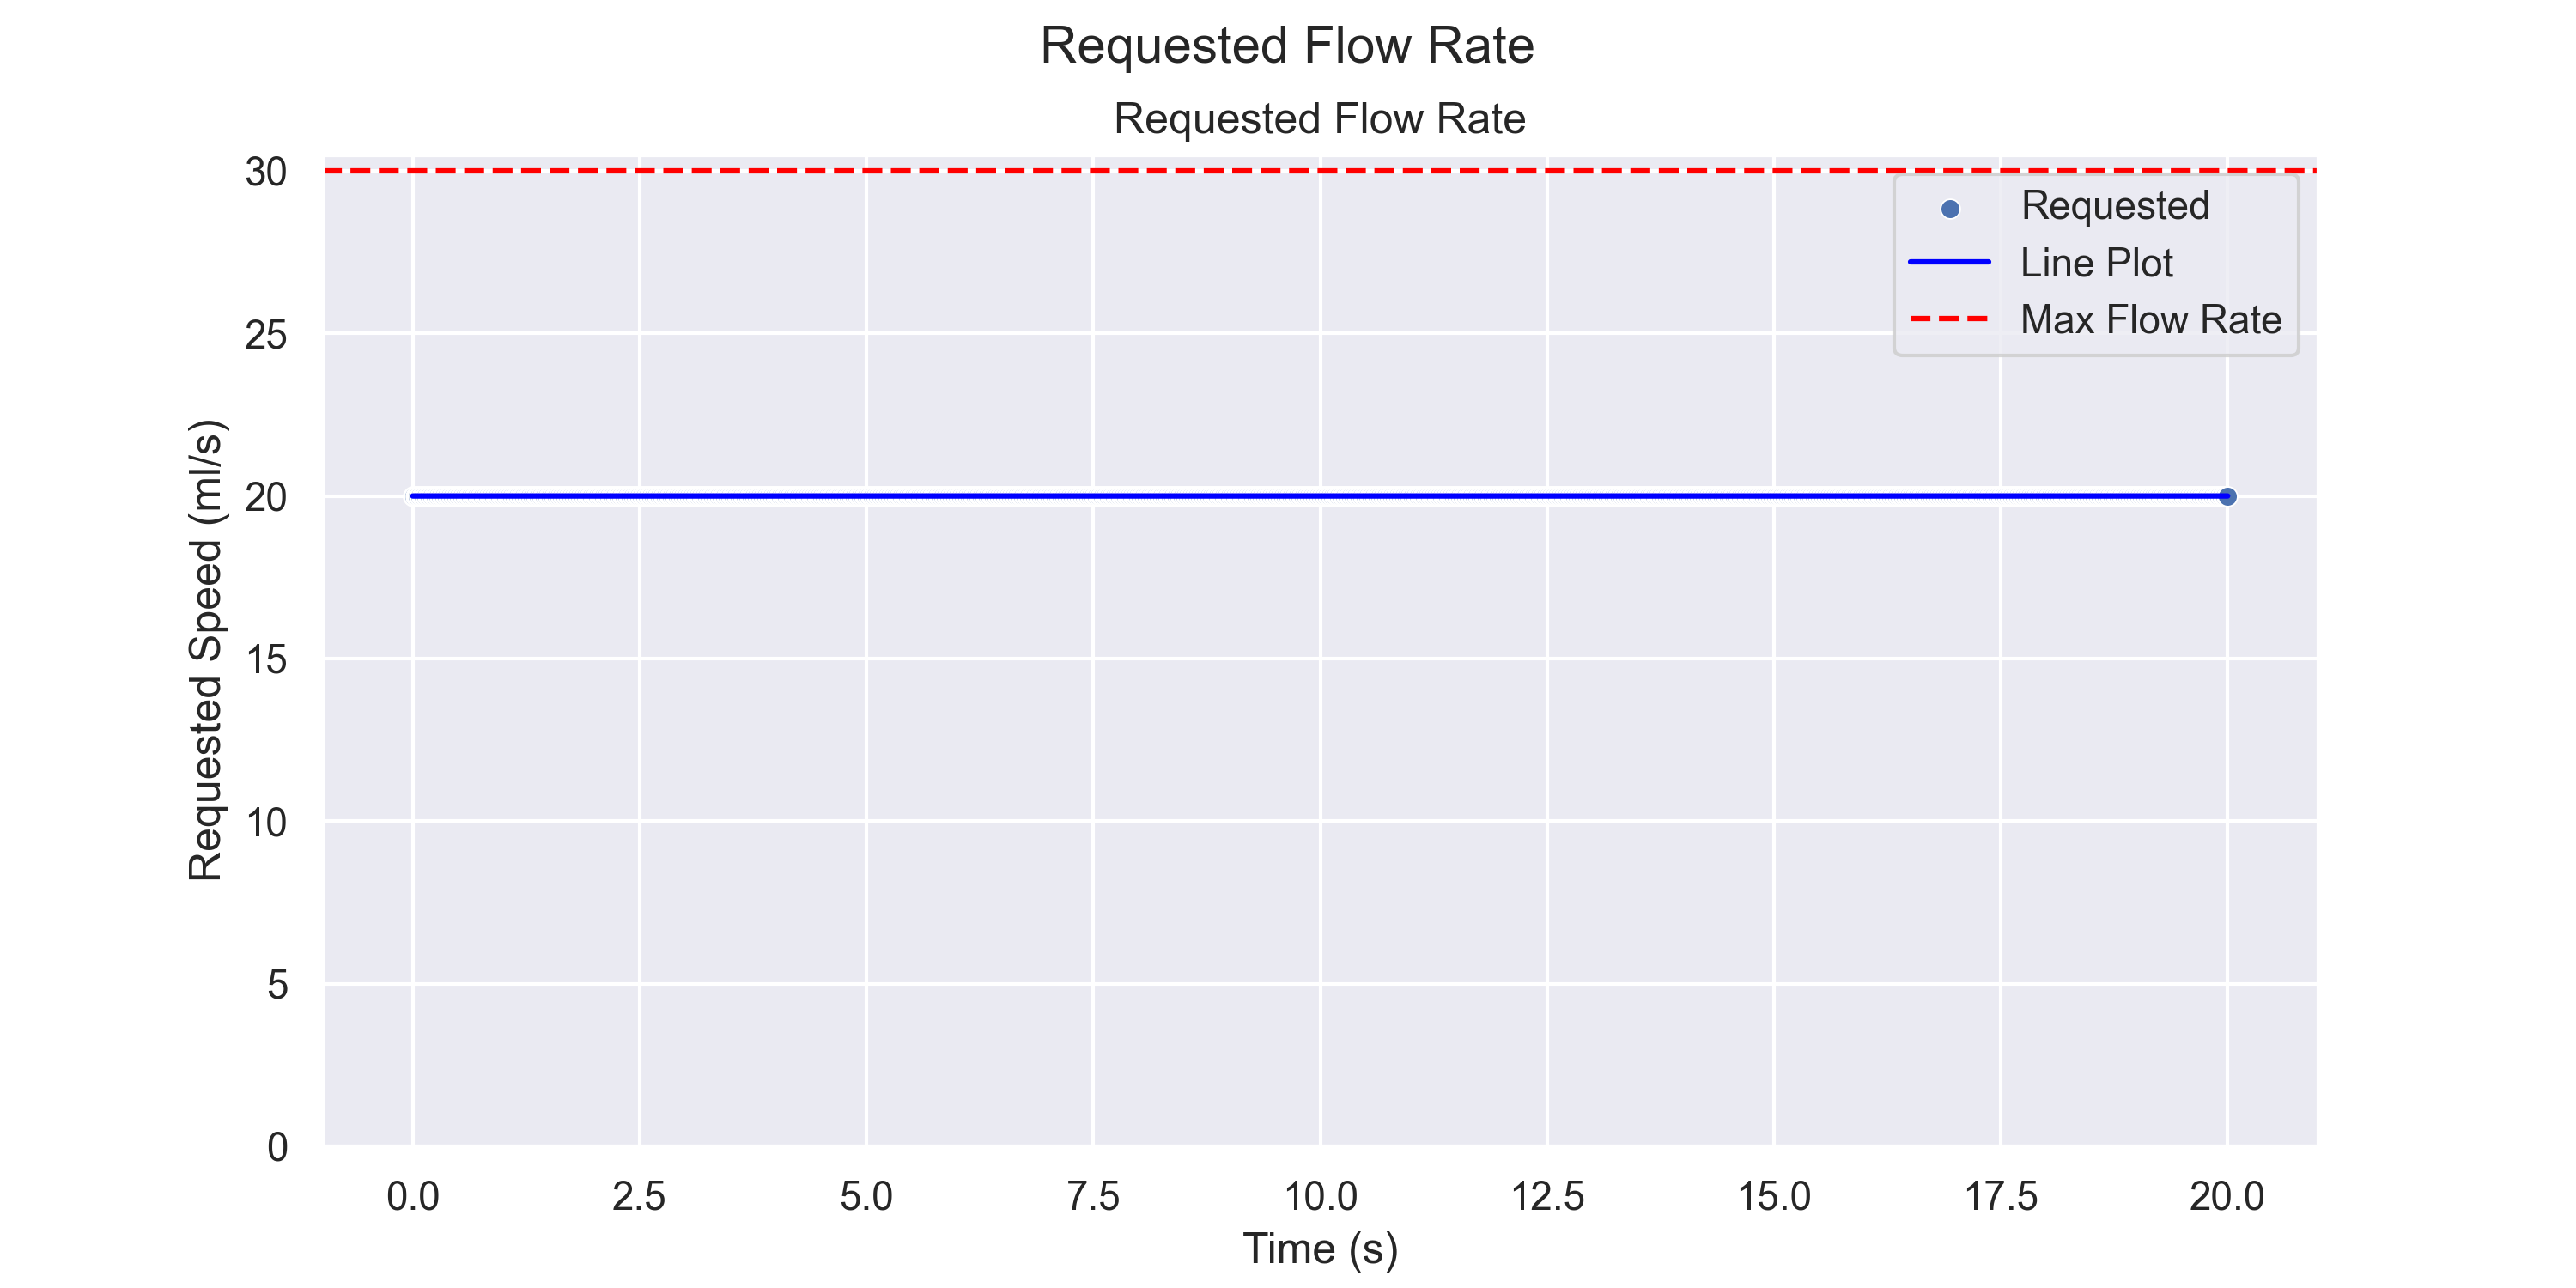 Requested Flow Rate
Requested Flow Rate
30
25
20
15
10
5
0
Requested Speed (ml/s)
Requested
Line Plot
Max Flow Rate
0.0 2.5 5.0 7.5 10.0 12.5 15.0 17.5 20.0
Time (s)